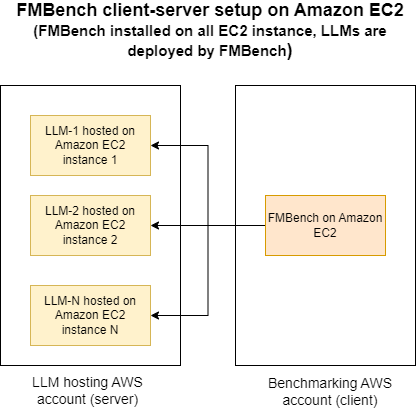 FMBench client-server setup on Amazon EC2
(FMBench installed on all EC2 instance, LLMs are
deployed by FMBench)
LLM-1 hosted on
Amazon EC2
instance 1
LLM-2 hosted on
Amazon EC2
instance 2
FMBench on Amazon
EC2
LLM-N hosted on
Amazon EC2
instance N
LLM hosting AWS
account (server)
Benchmarking AWS
account (client)